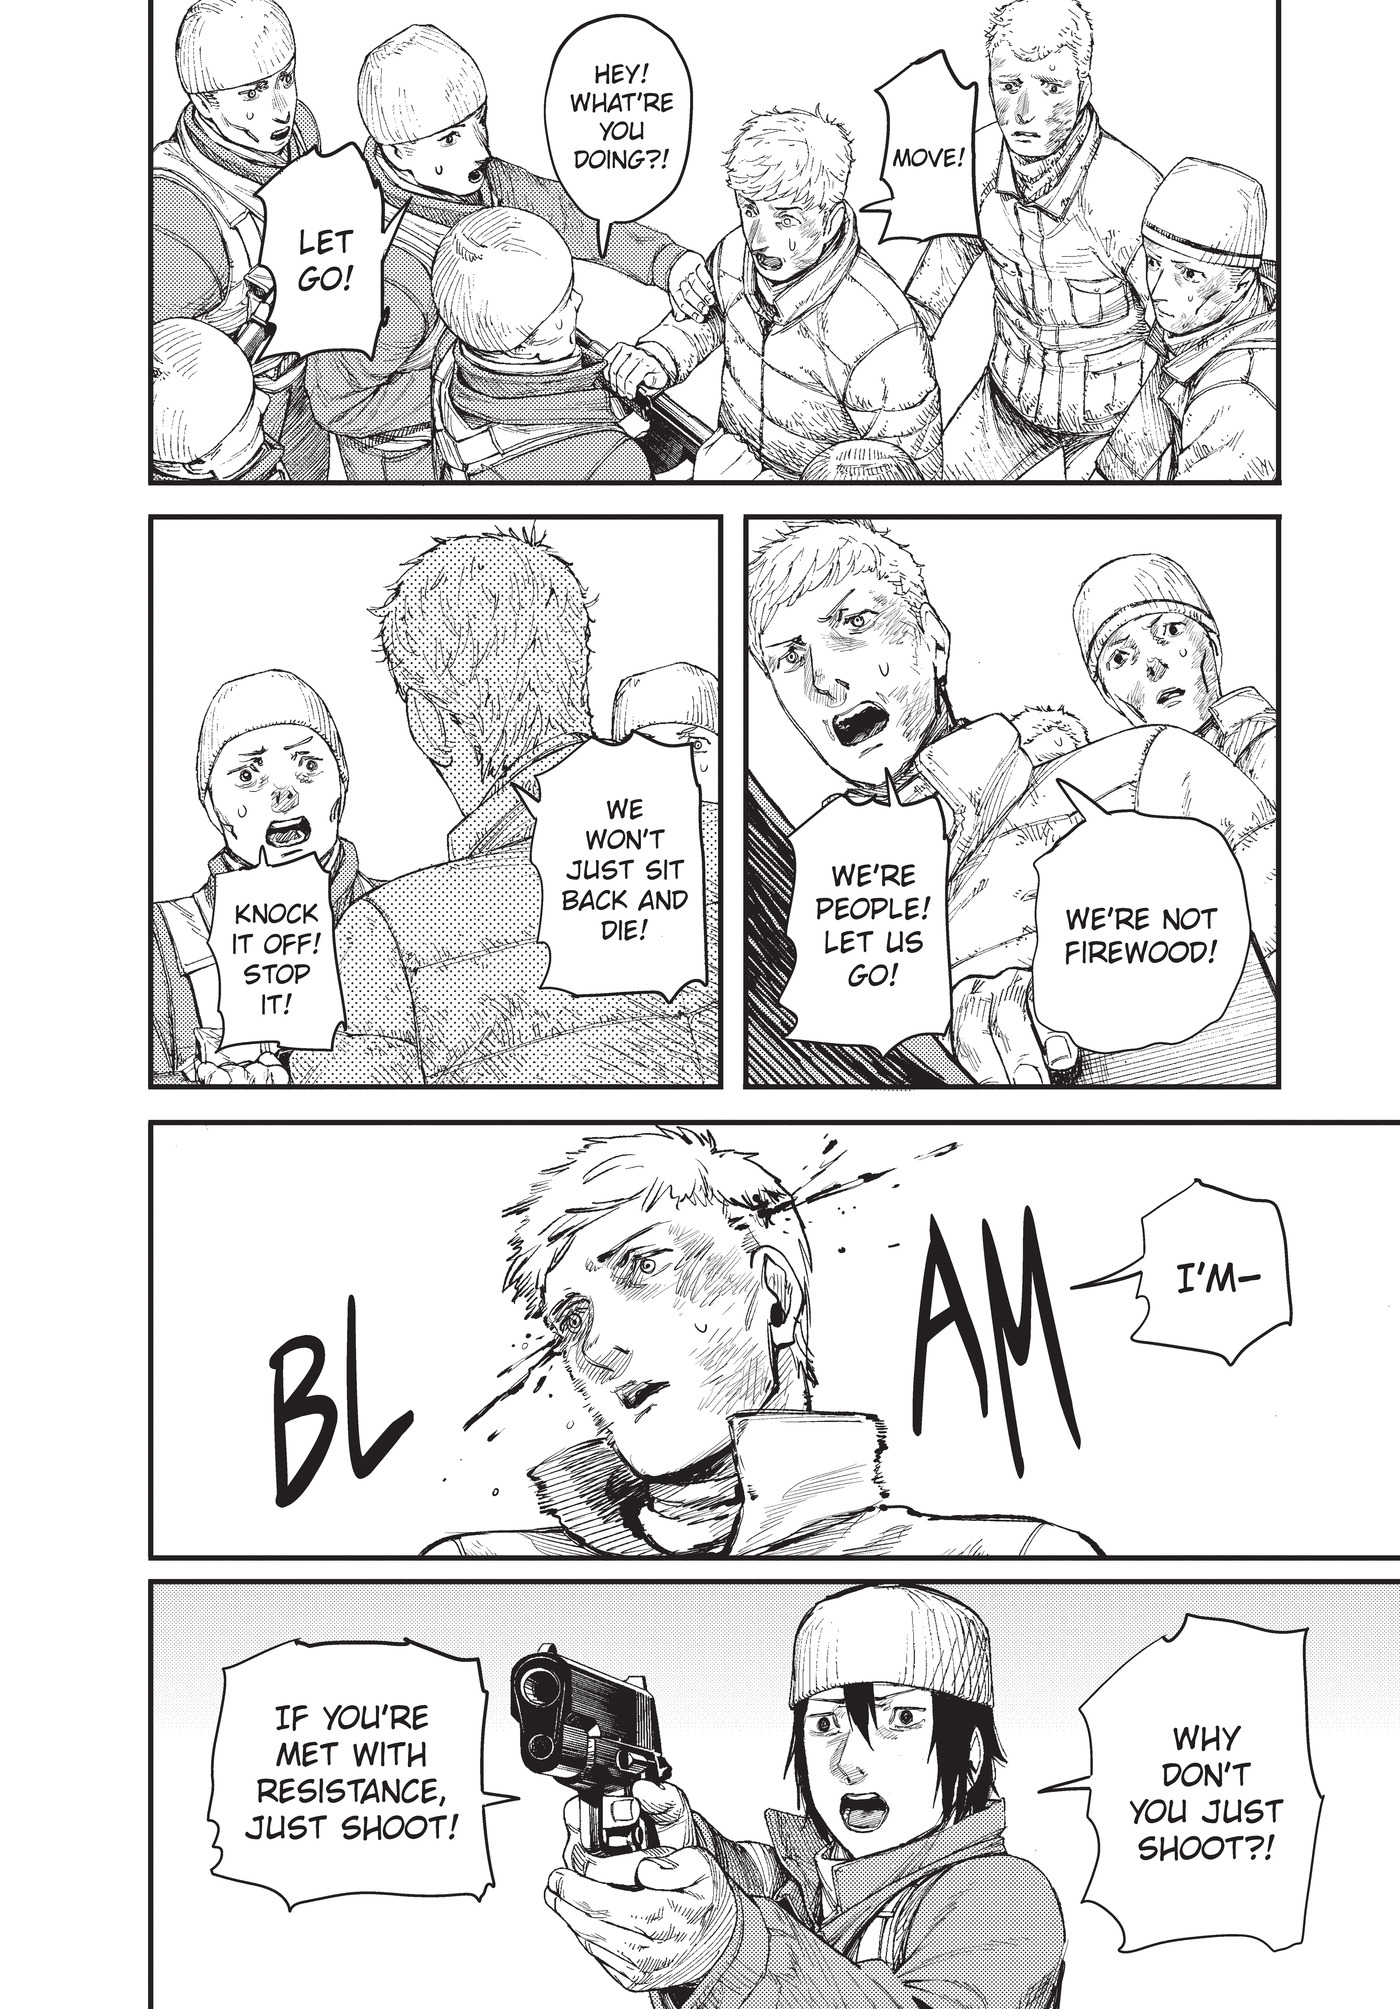 MOVE!
HEY!
WHAT'RE
YOU
DOING?!
LET
GO!
WE'RE NOT
FIREWOOD!
WE'RE
PEOPLE!
LET US
GO!
WE
WON'T
JUST SIT
BACK AND
DIE!
KNOCK
IT OFF!
STOP
IT!
I'M–
BLAM
WHY
DON'T
YOU JUST
SHOOT?!
IF YOU'RE
MET WITH
RESISTANCE,
JUST SHOOT!